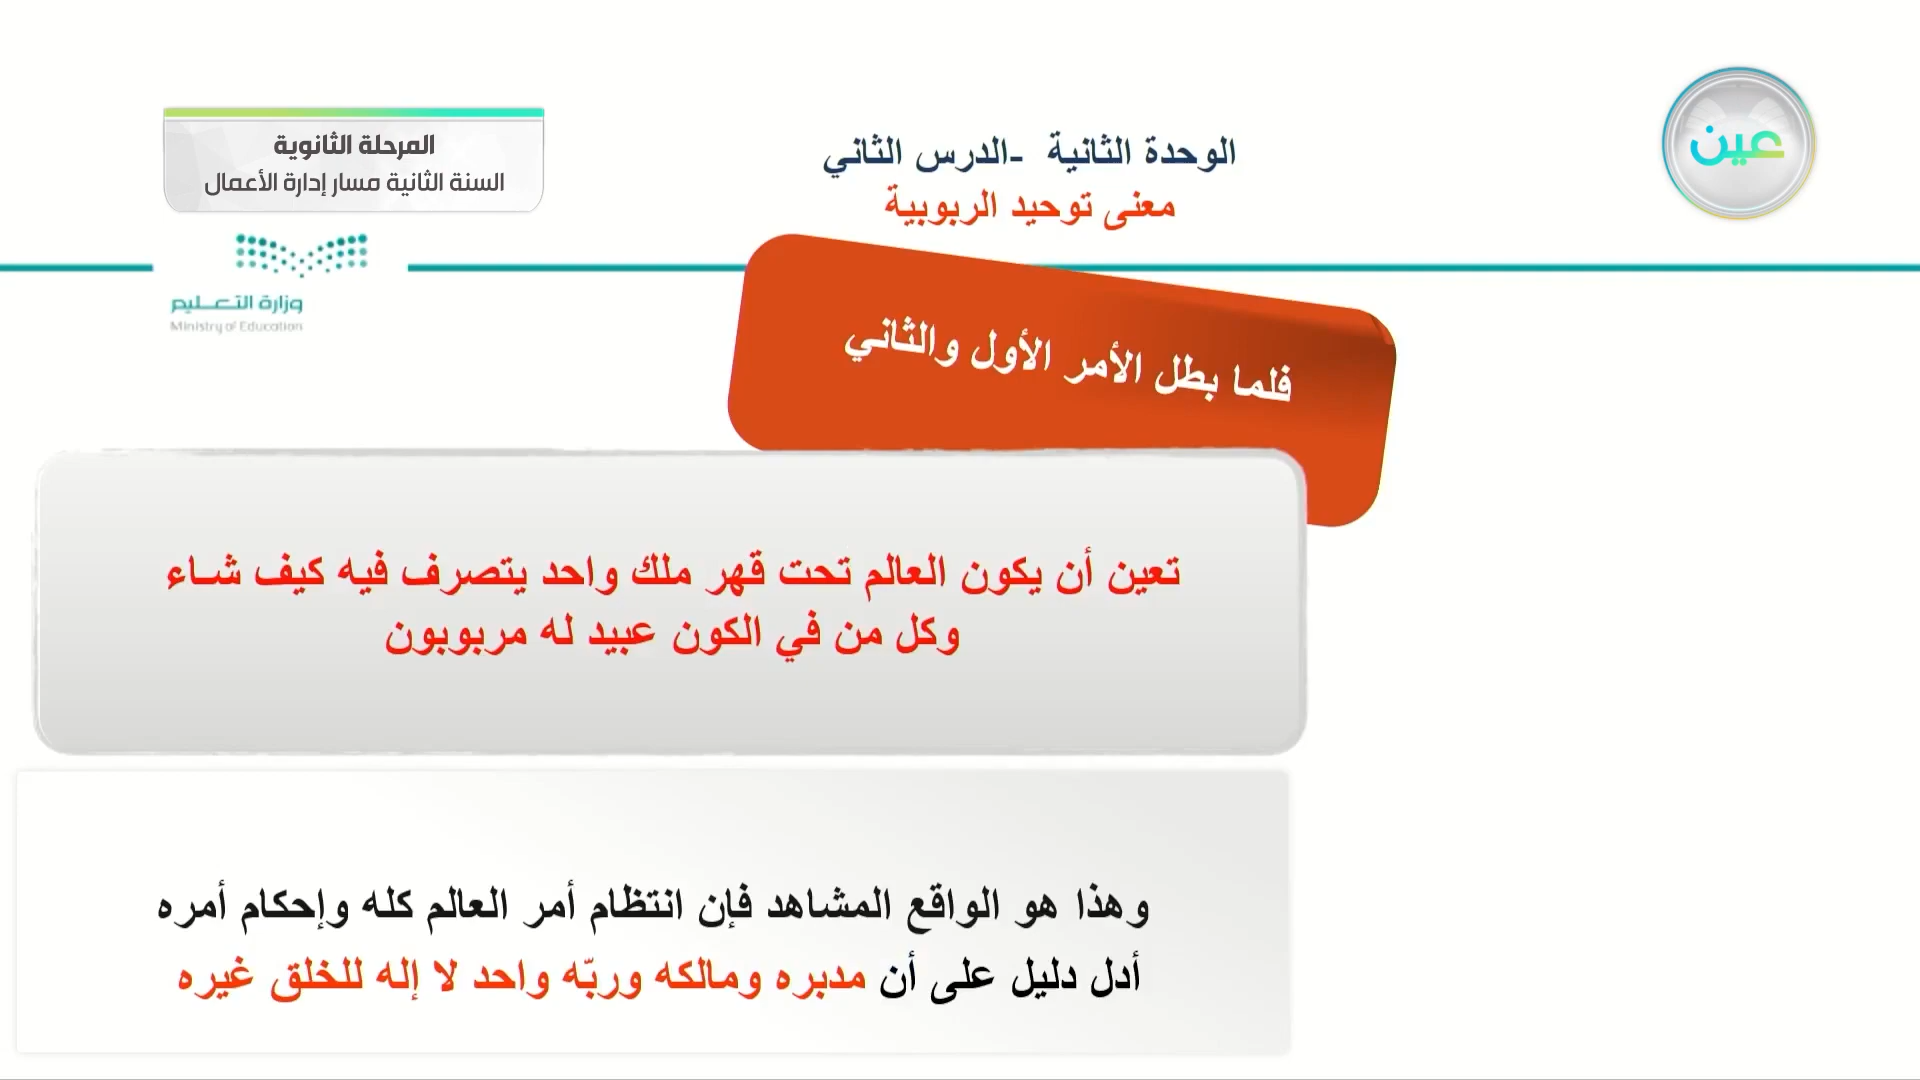 عين
الوحدة الثانية -الدرس الثاني
معنى توحيد الربوبية
المرحلة الثانوية
السنة الثانية مسار إدارة الأعمال
وزارة التعليم
Ministry of Education
فلما بطل الأمر الأول والثاني
تعين أن يكون العالم تحت قهر ملك واحد يتصرف فيه كيف شاء
وكل من في الكون عبيد له مربوبون
وهذا هو الواقع المشاهد فإن انتظام أمر العالم كله وإحكام أمره
أدل دليل على أن مدبره ومالكه وربّه واحد لا إله للخلق غيره